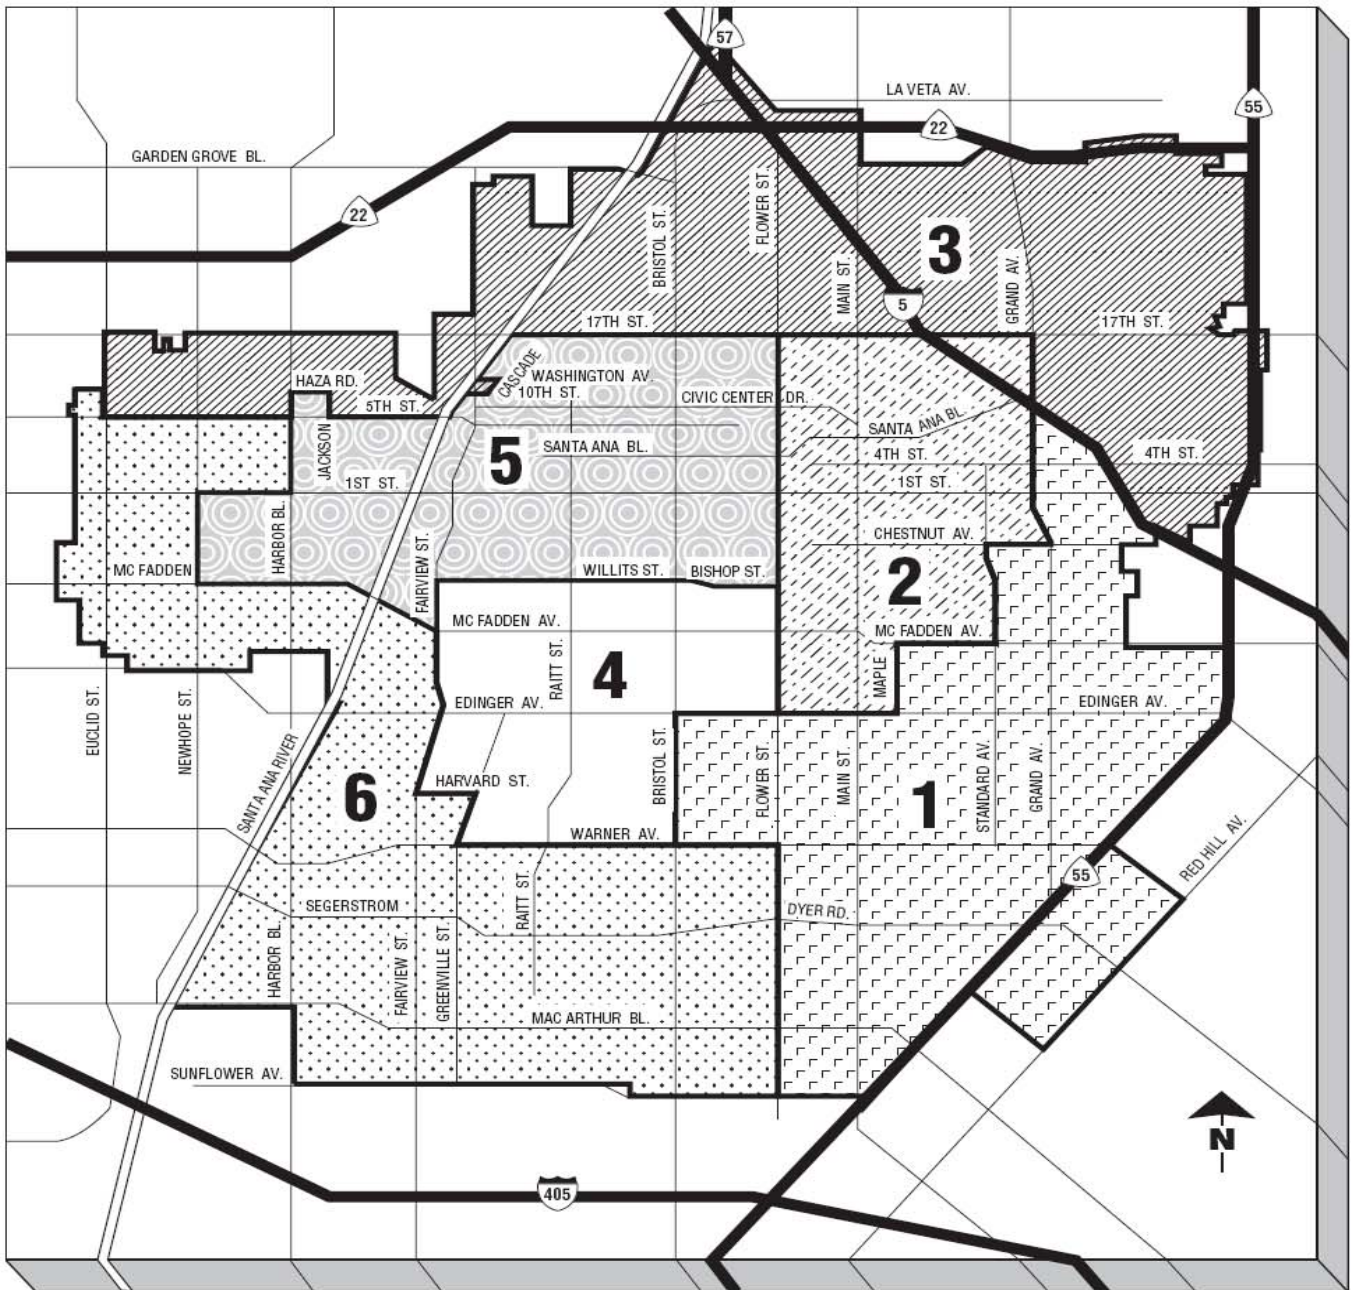 57
LA VETA AV.
55
22
GARDEN GROVE BL.
22
BRISTOL ST.
FLOWER ST.
3
MAIN ST.
GRAND AV.
5
17TH ST.
17TH ST.
CASCADE
HAZA RD.
WASHINGTON AV.
10TH ST.
5TH ST.
CIVIC CENTER DR.
SANTA ANA BL.
JACKSON
5
SANTA ANA BL.
4TH ST.
4TH ST.
1ST ST.
1ST ST.
HARBOR BL.
FAIRVIEW ST.
CHESTNUT AV.
MC FADDEN
WILLITS ST.
BISHOP ST.
2
MC FADDEN AV.
MC FADDEN AV.
RAITT ST.
4
MAPLE
EUCLID ST.
NEWHOPE ST.
EDINGER AV.
EDINGER AV.
SANTA ANA RIVER
6
HARVARD ST.
BRISTOL ST.
FLOWER ST.
MAIN ST.
1
STANDARD AV.
GRAND AV.
WARNER AV.
RED HILL AV.
55
SEGERSTROM
RAITT ST.
DYER RD.
HARBOR BL.
FAIRVIEW ST.
GREENVILLE ST.
MAC ARTHUR BL.
SUNFLOWER AV.
N
405